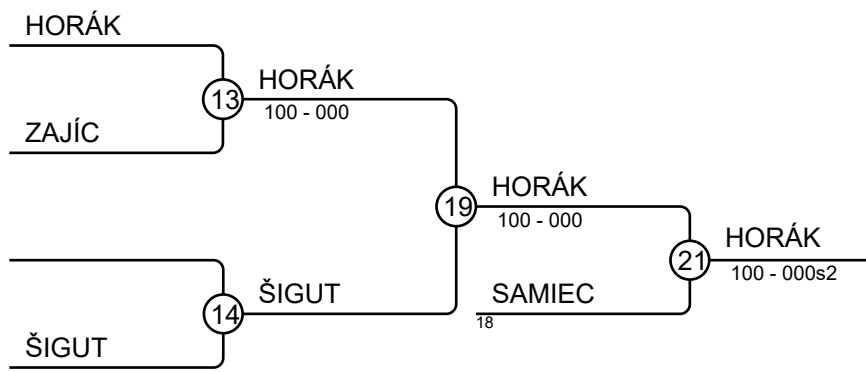 HORÁK
13
HORÁK
100 - 000
ZAJÍC
19
HORÁK
100 - 000
21
HORÁK
100 - 000s2
14
ŠIGUT
SAMIEC
18
ŠIGUT